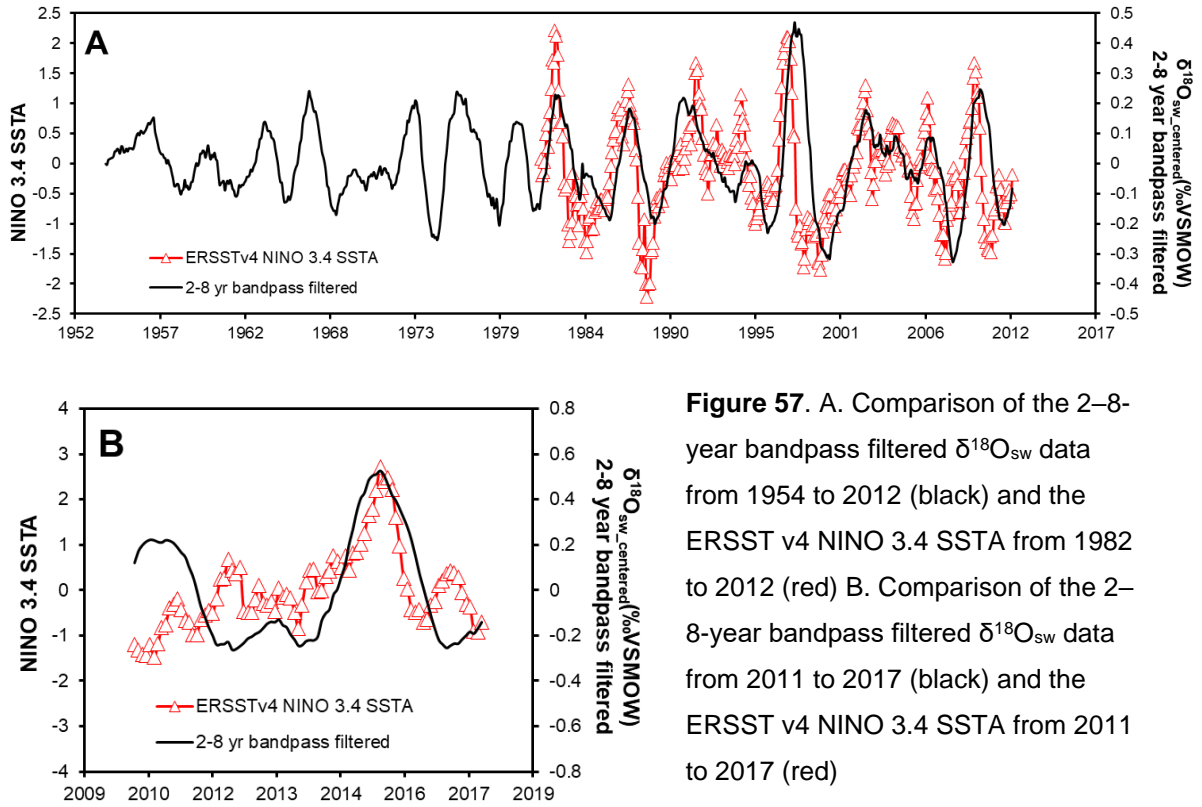 A
NINO 3.4 SSTA
2.5
2
1.5
1
0.5
0
-0.5
-1
-1.5
-2
-2.5
0.5
0.4
0.3
0.2
0.1
0
-0.1
-0.2
-0.3
-0.4
-0.5
δ18Osw_centered(‰VSMOW)
2-8 year bandpass filtered
ERSSTv4 NINO 3.4 SSTA
2-8 yr bandpass filtered
1952 1957 1962 1968 1973 1979 1984 1990 1995 2001 2006 2012 2017
B
NINO 3.4 SSTA
4
3
2
1
0
-1
-2
-3
-4
0.8
0.6
0.4
0.2
0
-0.2
-0.4
-0.6
-0.8
δ18Osw_centered(‰VSMOW)
2-8 year bandpass filtered
ERSSTv4 NINO 3.4 SSTA
2-8 yr bandpass filtered
2009 2010 2012 2013 2015 2016 2017 2019
Figure 57. A. Comparison of the 2–8-
year bandpass filtered δ18Osw data
from 1954 to 2012 (black) and the
ERSST v4 NINO 3.4 SSTA from 1982
to 2012 (red) B. Comparison of the 2–
8-year bandpass filtered δ18Osw data
from 2011 to 2017 (black) and the
ERSST v4 NINO 3.4 SSTA from 2011
to 2017 (red)